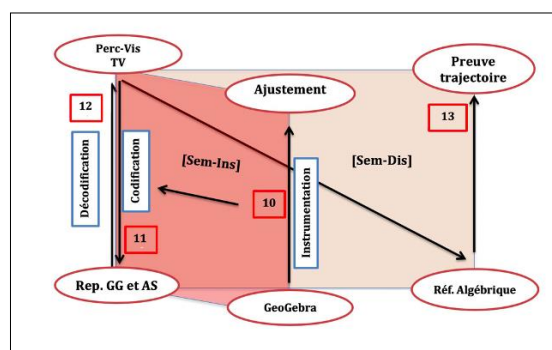 Perc-Vis
TV
Preuve
trajectoire
Ajustement
12
13
Décodification
Codification
[Sem-Ins]
[Sem-Dis]
10
Instrumentation
11
Rep. GG et AS
GeoGebra
Réf. Algébrique